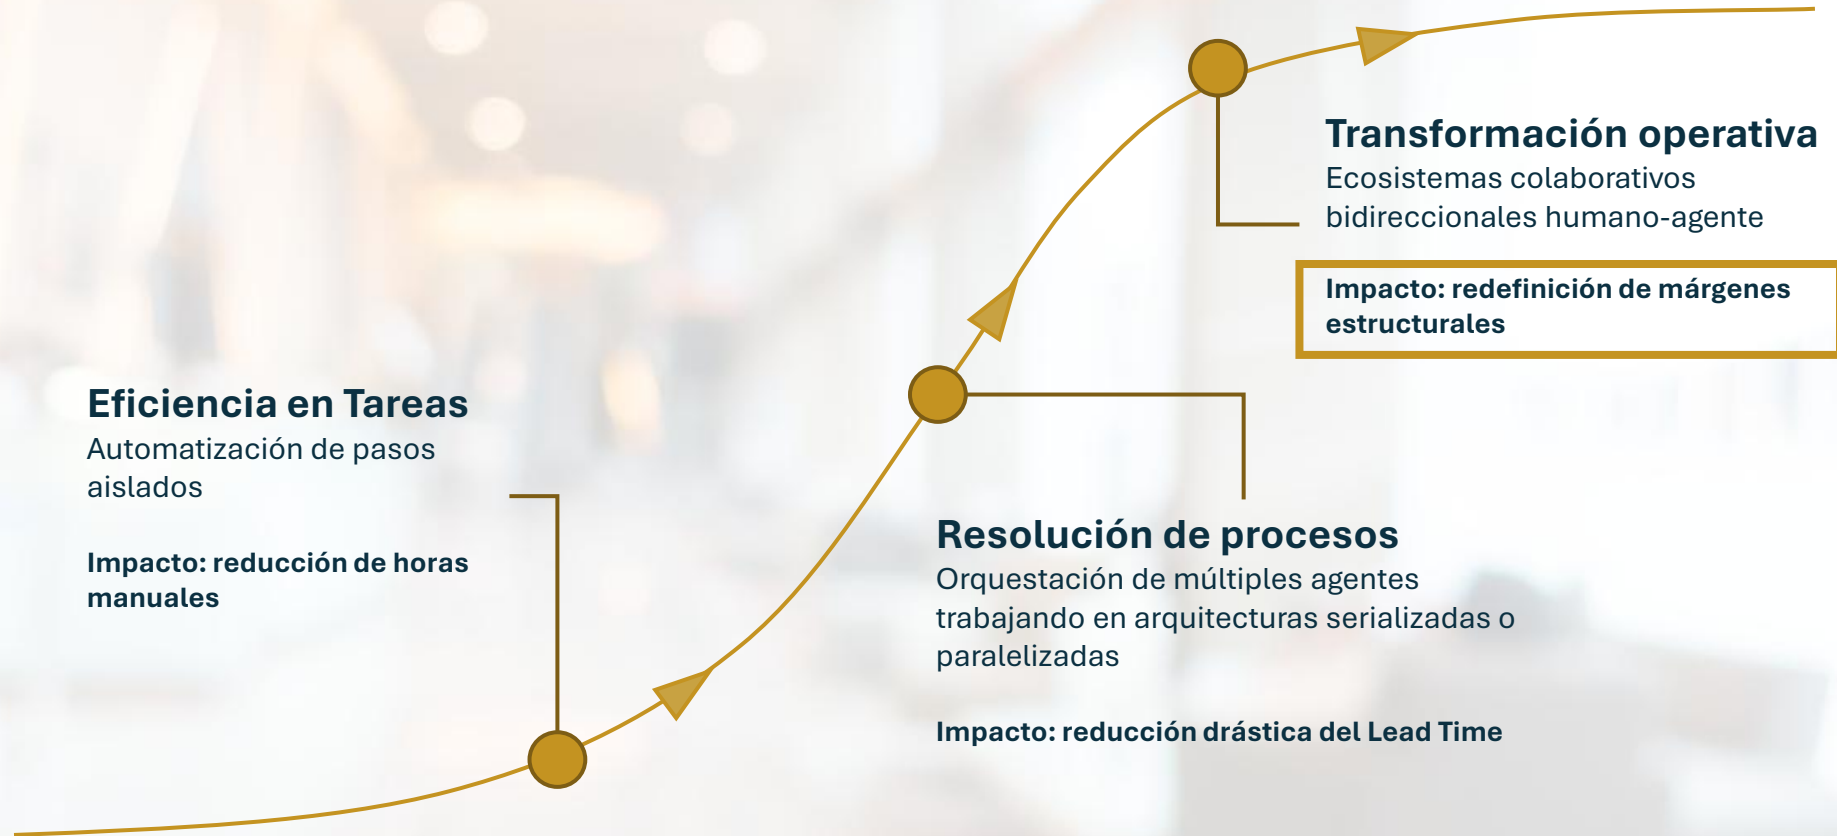 Eficiencia en Tareas
Automatización de pasos
aislados
Impacto: reducción de horas
manuales
Resolución de procesos
Orquestación de múltiples agentes
trabajando en arquitecturas serializadas o
paralelizadas
Impacto: reducción drástica del Lead Time
Transformación operativa
Ecosistemas colaborativos
bidireccionales humano-agente
Impacto: redefinición de márgenes
estructurales